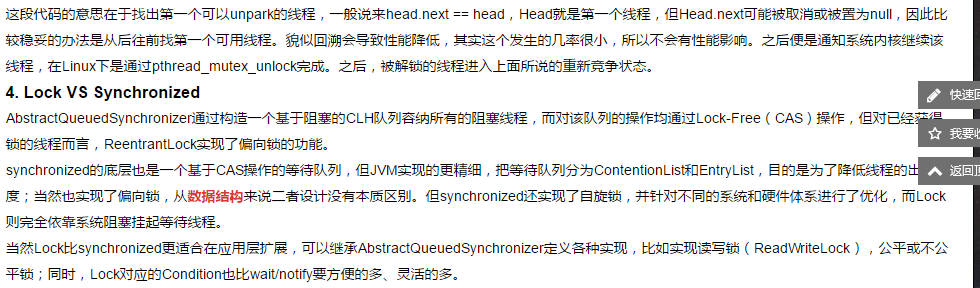 这段代码的意思在于找出第一个可以unpark的线程，一般说来head.next == head，Head就是第一个线程，但Head.next可能被取消或被置为null，因此比
较稳妥的办法是从后往前找第一个可用线程。貌似回溯会导致性能降低，其实这个发生的几率很小，所以不会有性能影响。之后便是通知系统内核继续该
线程，在Linux下是通过pthread_mutex_unlock完成。之后，被解锁的线程进入上面所说的重新竞争状态。
4. Lock VS Synchronized
AbstractQueuedSynchronizer通过构造一个基于阻塞的CLH队列容纳所有的阻塞线程，而对该队列的操作均通过Lock-Free（CAS）操作，但对已经获得
锁的线程而言，ReentrantLock实现了偏向锁的功能。
synchronized的底层也是一个基于CAS操作的等待队列，但JVM实现的更精细，把等待队列分为ContentionList和EntryList，目的是为了降低线程的出
度；当然也实现了偏向锁，从数据结构来说二者设计没有本质区别。但synchronized还实现了自旋锁，并针对不同的系统和硬件体系进行了优化，而Lock
则完全依靠系统阻塞挂起等待线程。
当然Lock比synchronized更适合在应用层扩展，可以继承AbstractQueuedSynchronizer定义各种实现，比如实现读写锁（ReadWriteLock），公平或不公
平锁；同时，Lock对应的Condition也比wait/notify要方便的多、灵活的多。
快速回
我要收
返回顶